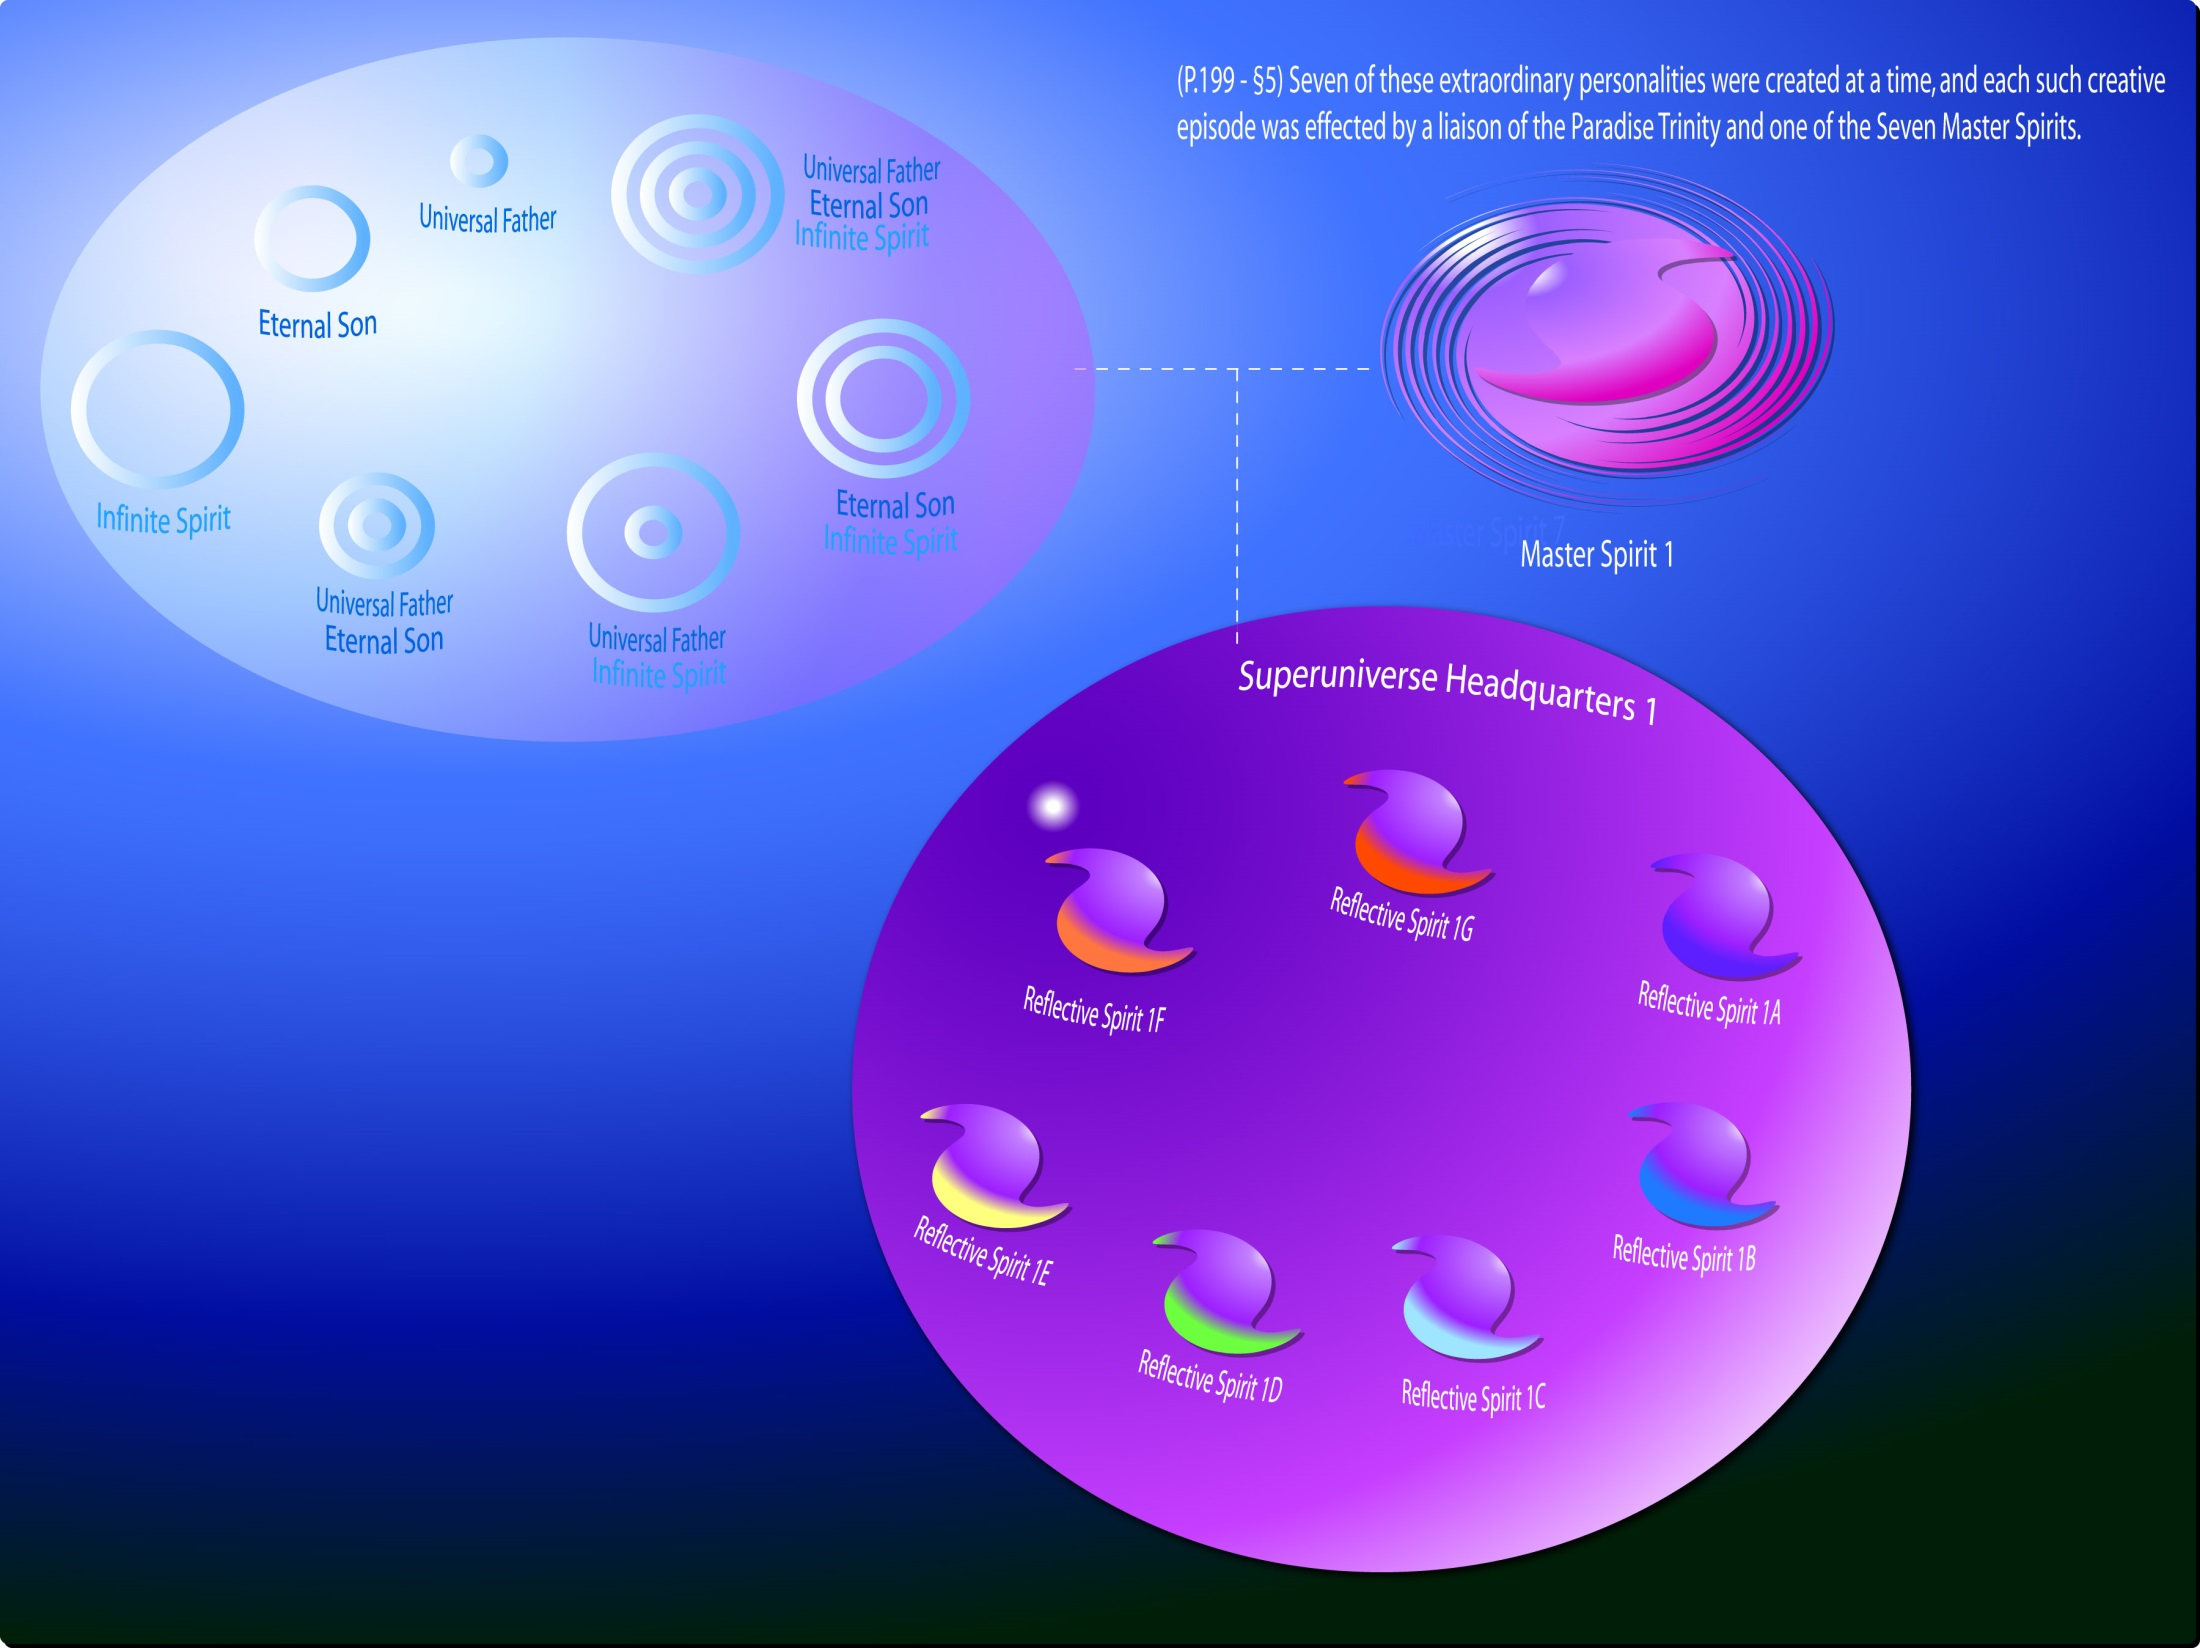 (P.199 - §5) Seven of these extraordinary personalities were created at a time, and each such creative
episode was effected by a liaison of the Paradise Trinity and one of the Seven Master Spirits.
Universal Father
Eternal Son
Infinite Spirit
Universal Father
Eternal Son
Infinite Spirit
Eternal Son
Infinite Spirit
Universal Father
Eternal Son
Universal Father
Infinite Spirit
Master Spirit 7
Master Spirit 1
Superuniverse Headquarters 1
Reflective Spirit 1G
Reflective Spirit 1F
Reflective Spirit 1A
Reflective Spirit 1E
Reflective Spirit 1B
Reflective Spirit 1D
Reflective Spirit 1C